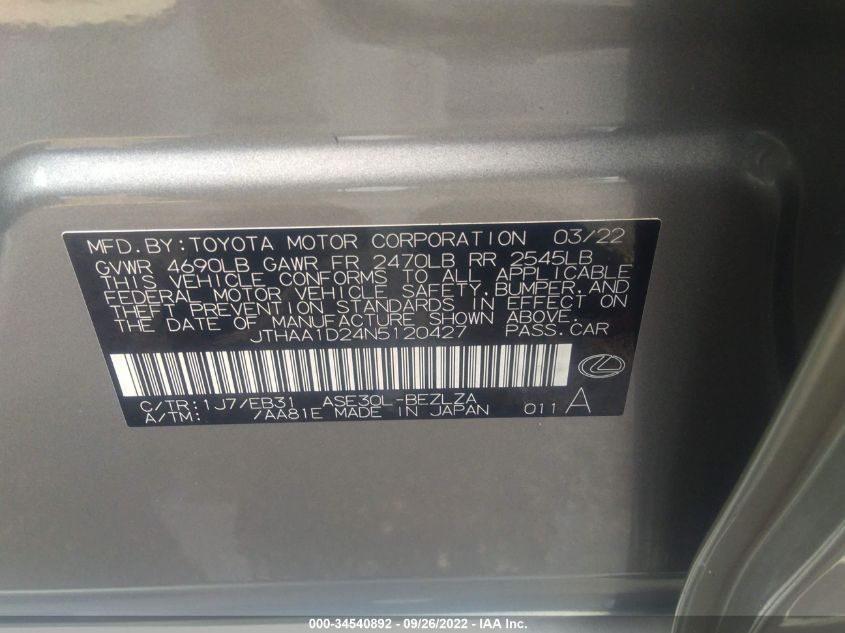 MFD. BY: TOYOTA MOTOR CORPORATION 03/22
GVWR 4690LB GAWR FR 2470LB RR 2545LB
THIS VEHICLE CONFORMS TO ALL APPLICABLE
FEDERAL MOTOR VEHICLE SAFETY, BUMPER, AND
THEFT PREVENTION STANDARDS IN EFFECT ON
THE DATE OF MANUFACTURE SHOWN ABOVE.
JTHAA1D24N5120427 PASS. CAR
C/TR: 1J7/EB31 ASE30L-BEZLZA
A/TM: /AA81E MADE IN JAPAN 011 A
000-34540892 - 09/26/2022 - IAA Inc.